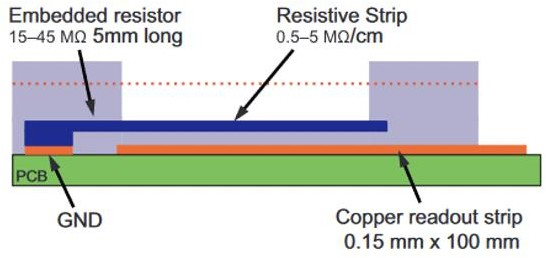 Embedded resistor
15–45 MΩ 5mm long
Resistive Strip
0.5–5 MΩ/cm
PCB
GND
Copper readout strip
0.15 mm x 100 mm